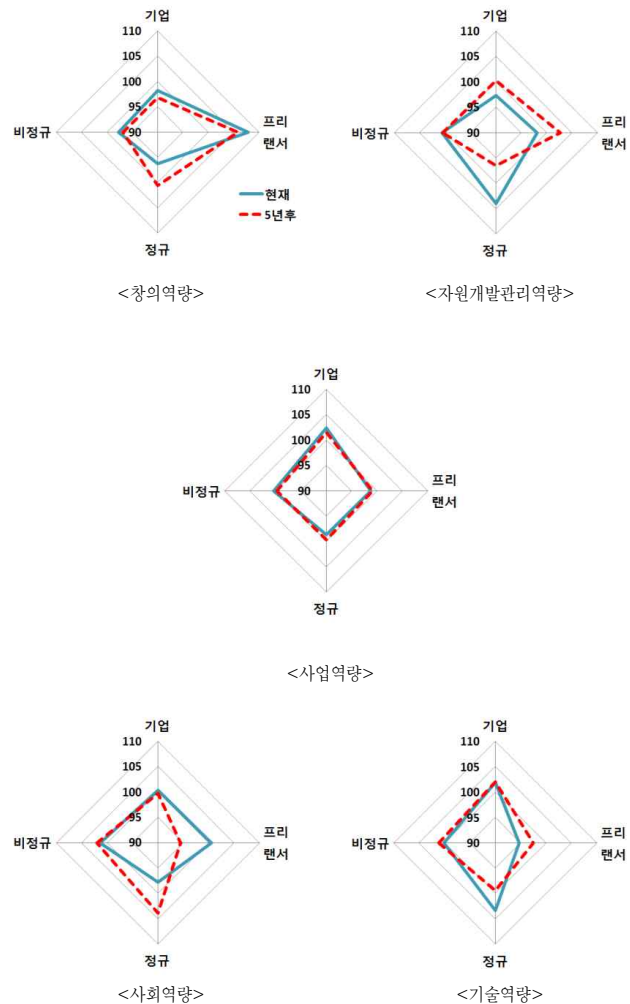 기업
110
105
100
95
90
비정규
프리
랜서
현재
5년후
정규
<창의역량>
기업
110
105
100
95
90
비정규
프리
랜서
정규
<자원개발관리역량>
기업
110
105
100
95
90
비정규
프리
랜서
정규
<사업역량>
기업
110
105
100
95
90
비정규
프리
랜서
정규
<사회역량>
기업
110
105
100
95
90
비정규
프리
랜서
정규
<기술역량>